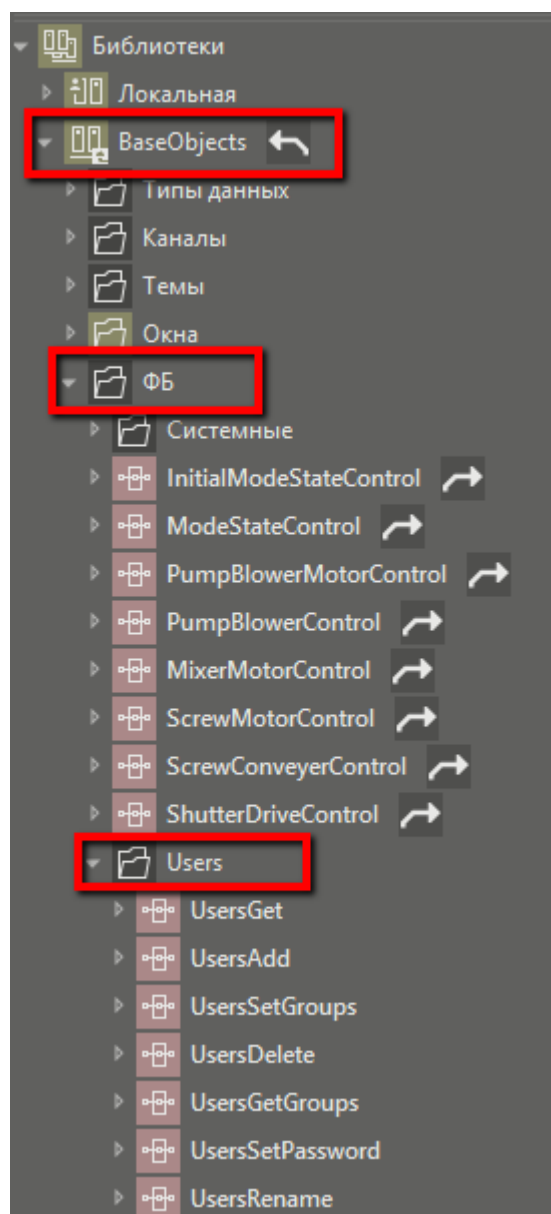 Библиотеки
Локальная
BaseObjects
Типы данных
Каналы
Темы
Окна
ФБ
Системные
InitialModeStateControl
ModeStateControl
PumpBlowerMotorControl
PumpBlowerControl
MixerMotorControl
ScrewMotorControl
ScrewConveyerControl
ShutterDriveControl
Users
UsersGet
UsersAdd
UsersSetGroups
UsersDelete
UsersGetGroups
UsersSetPassword
UsersRename